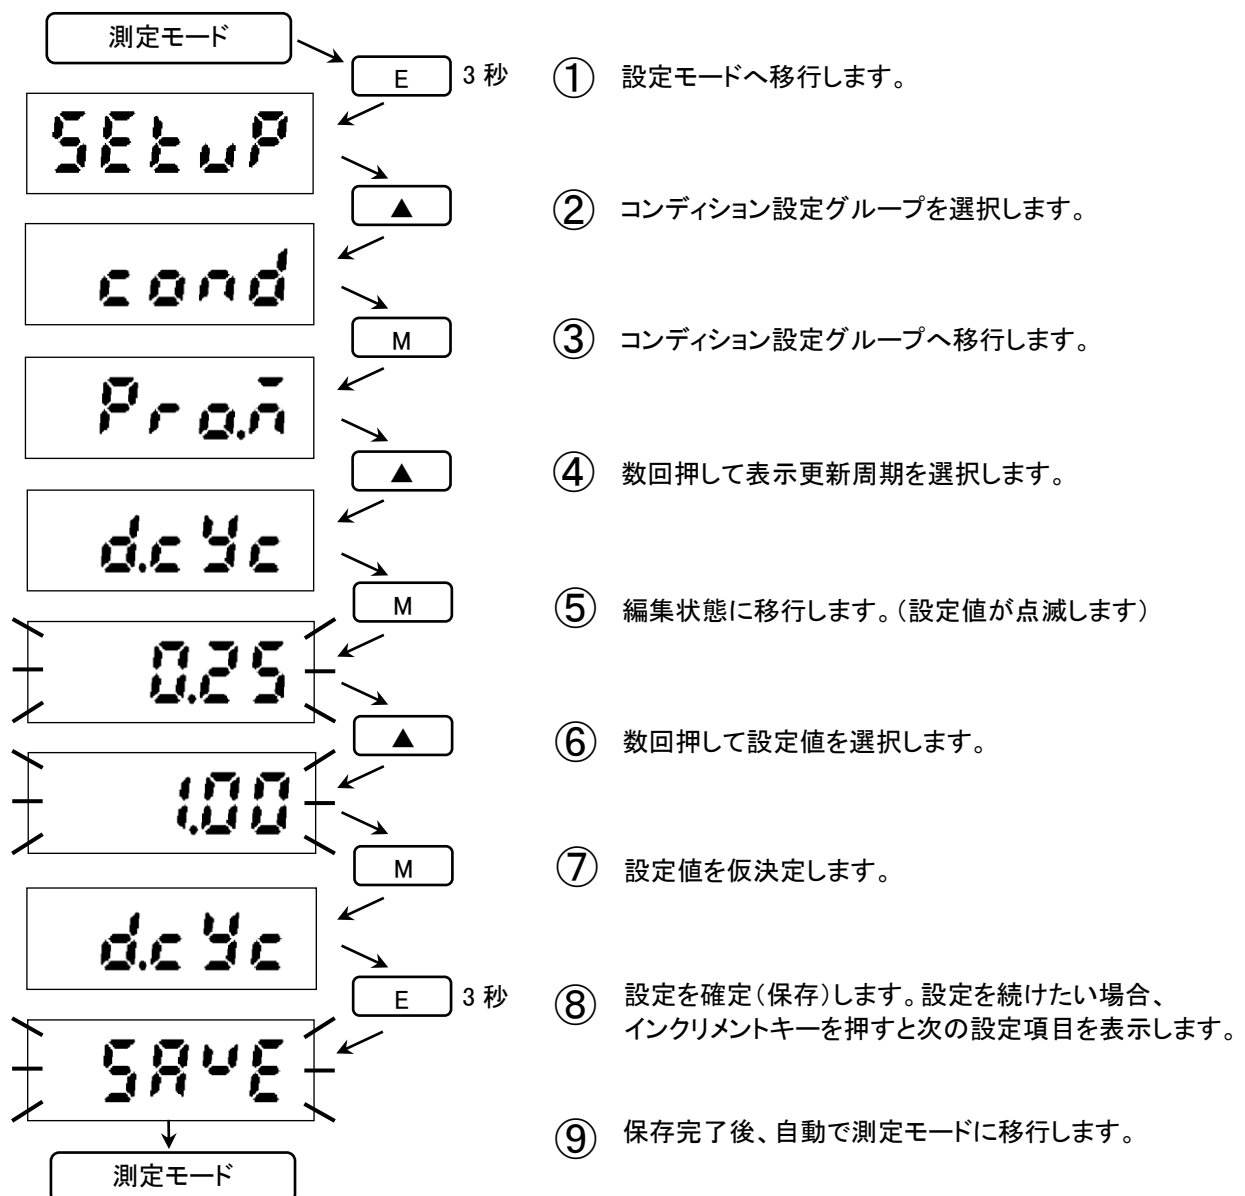 測定モード
E 3秒 ① 設定モードへ移行します。
SEtuP
▲ ② コンディション設定グループを選択します。
cond
M ③ コンディション設定グループへ移行します。
Pro.m
▲ ④ 数回押して表示更新周期を選択します。
d.cYc
M ⑤ 編集状態に移行します。(設定値が点滅します)
0.25
▲ ⑥ 数回押して設定値を選択します。
1.00
M ⑦ 設定値を仮決定します。
d.cYc
E 3秒 ⑧ 設定を確定(保存)します。設定を続けたい場合、
インクリメントキーを押すと次の設定項目を表示します。
SAvE
⑨ 保存完了後、自動で測定モードに移行します。
測定モード